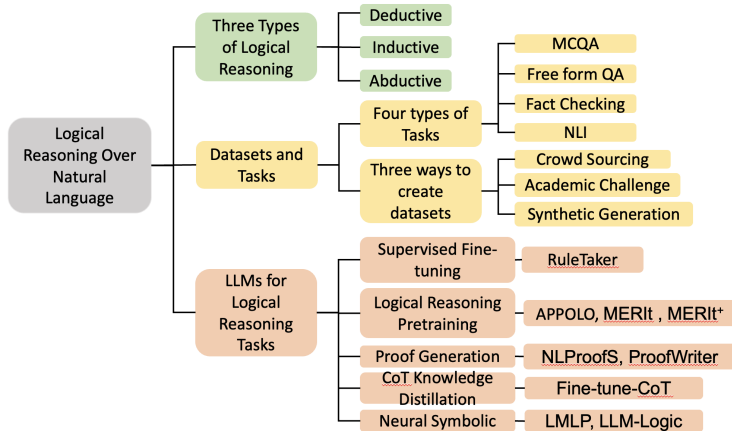 Logical
Reasoning Over
Natural
Language
Three Types
of Logical
Reasoning
Deductive
Inductive
Abductive
Datasets and
Tasks
Four types of
Tasks
MCQA
Free form QA
Fact Checking
NLI
Three ways to
create
datasets
Crowd Sourcing
Academic Challenge
Synthetic Generation
LLMs for
Logical
Reasoning
Tasks
Supervised Fine-
tuning
RuleTaker
Logical Reasoning
Pretraining
APPOLO, MERIt , MERIt⁺
Proof Generation
NLProofS, ProofWriter
CoT Knowledge
Distillation
Fine-tune-CoT
Neural Symbolic
LMLP, LLM-Logic